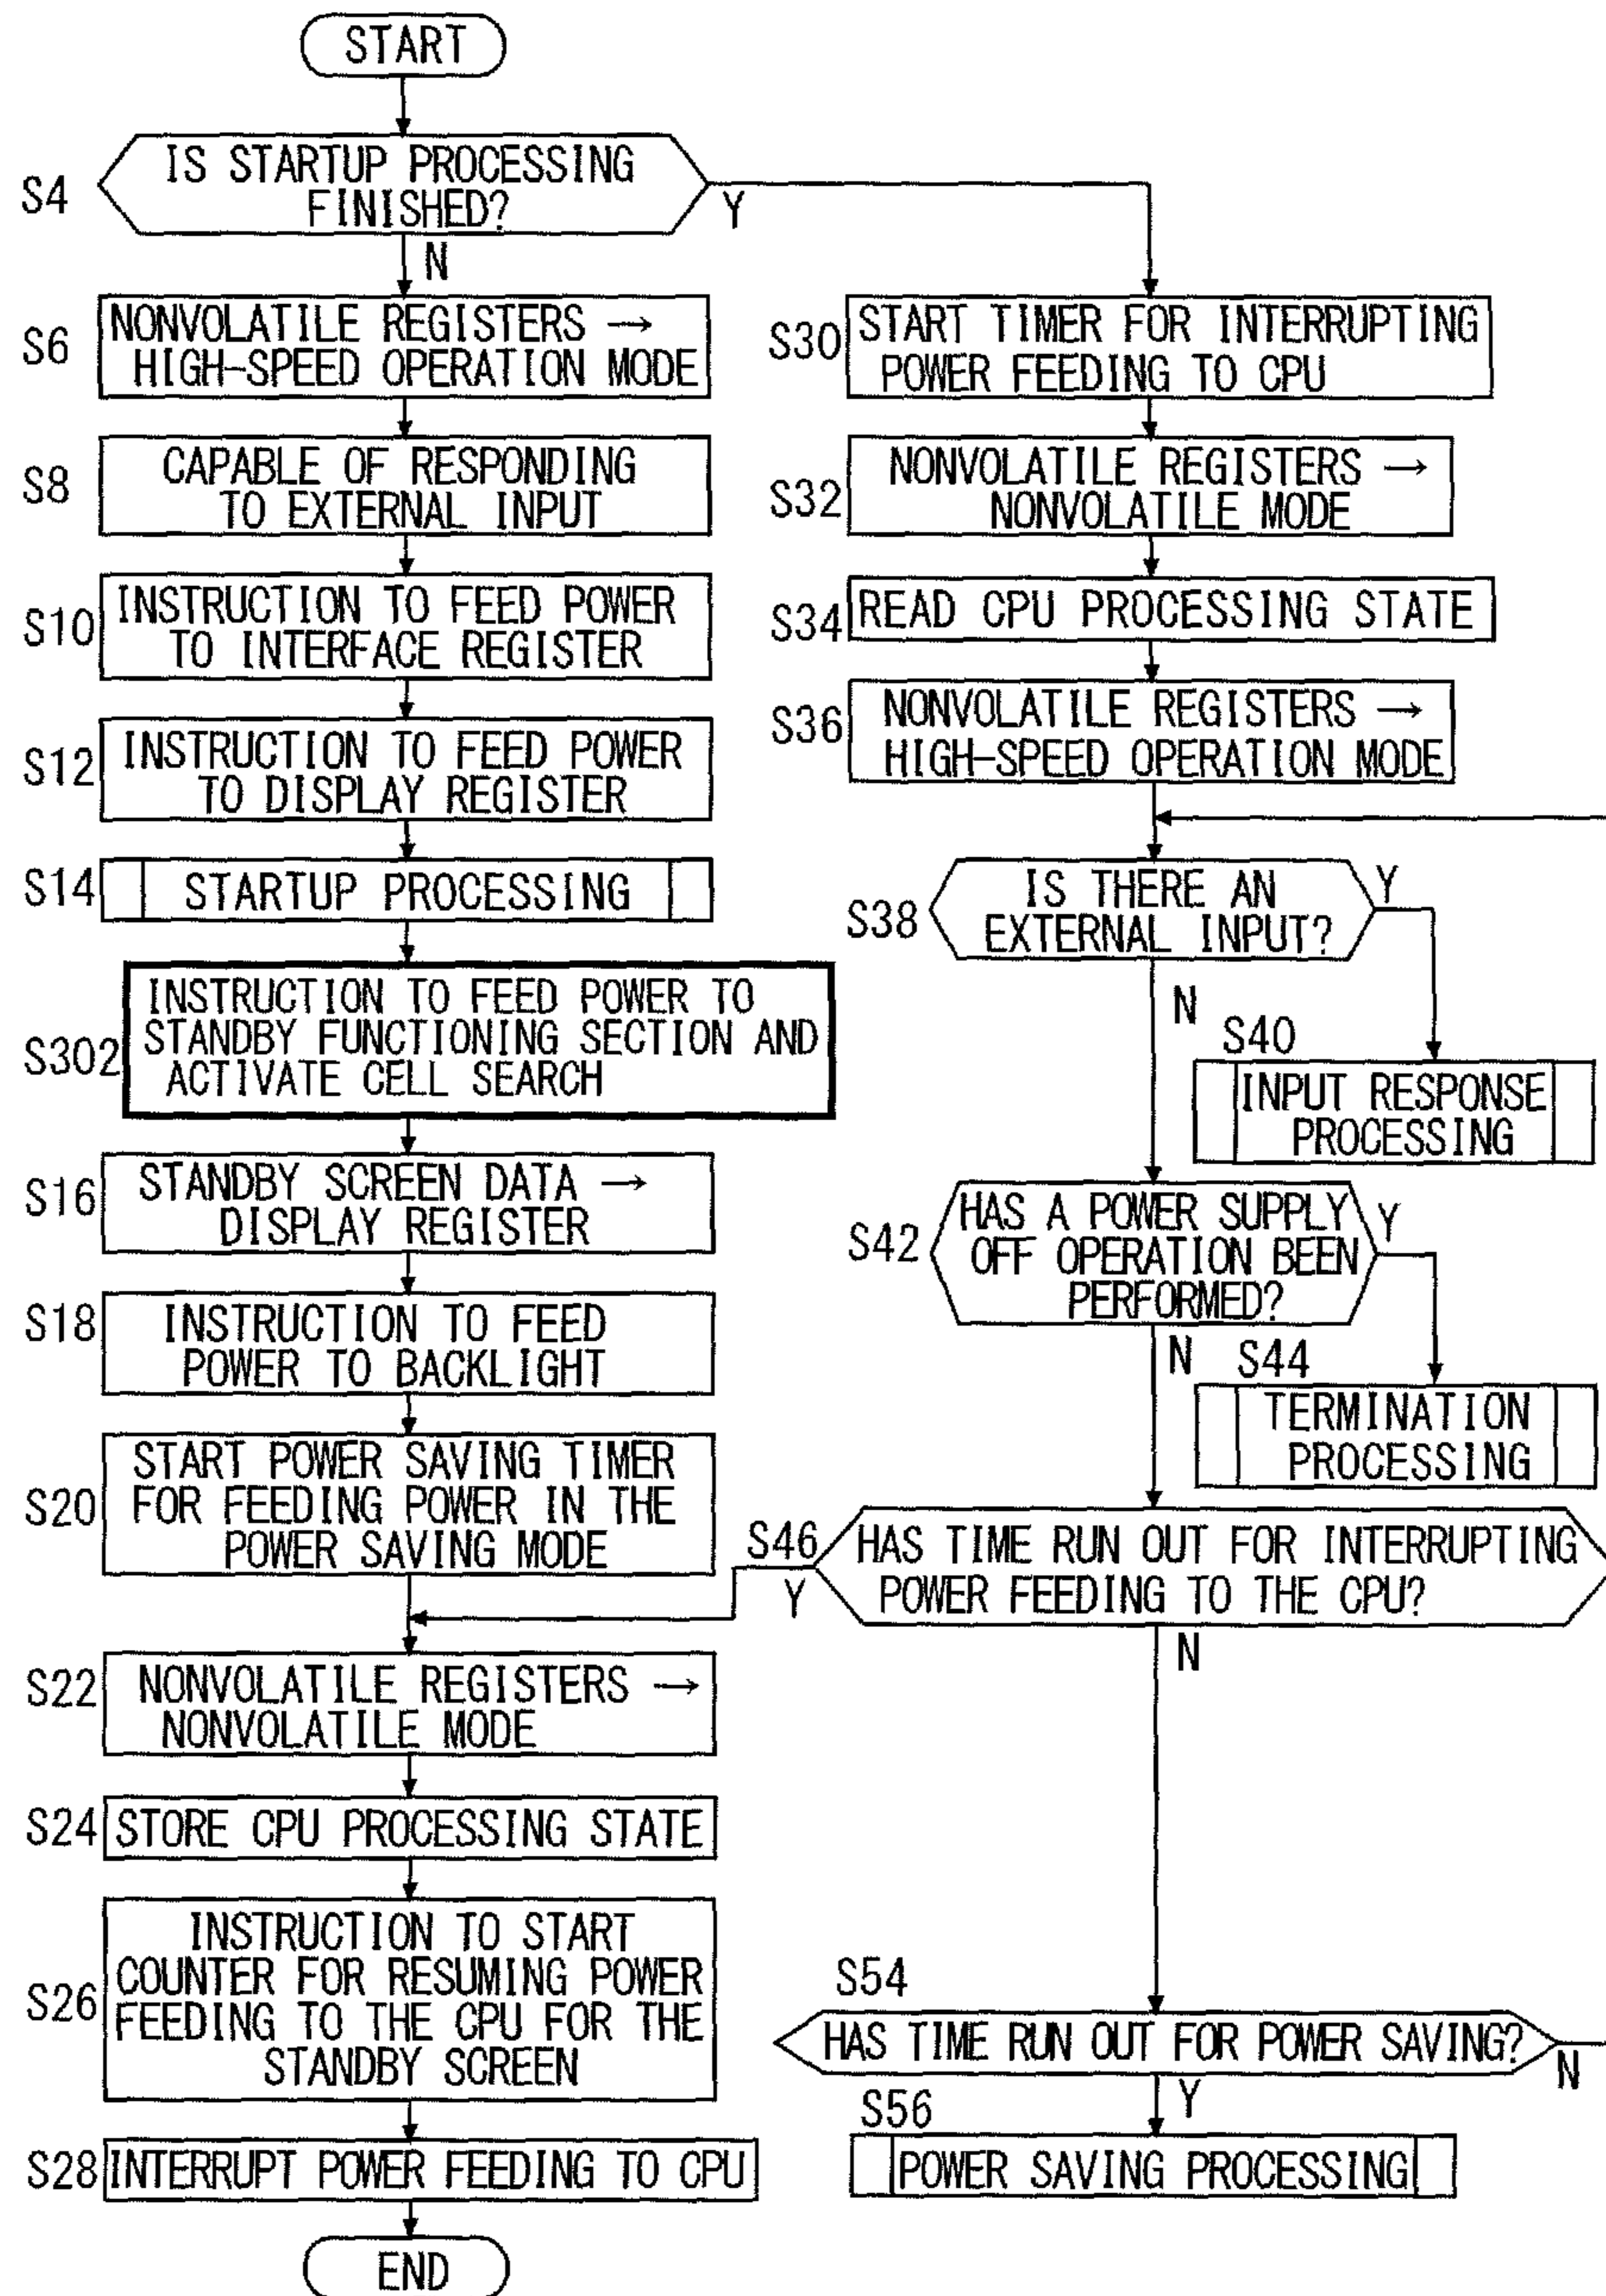 START
S4
IS STARTUP PROCESSING
FINISHED?
Y
N
S6
NONVOLATILE REGISTERS →
HIGH-SPEED OPERATION MODE
S8
CAPABLE OF RESPONDING
TO EXTERNAL INPUT
S10
INSTRUCTION TO FEED POWER
TO INTERFACE REGISTER
S12
INSTRUCTION TO FEED POWER
TO DISPLAY REGISTER
S14
STARTUP PROCESSING
S302
INSTRUCTION TO FEED POWER TO
STANDBY FUNCTIONING SECTION AND
ACTIVATE CELL SEARCH
S16
STANDBY SCREEN DATA →
DISPLAY REGISTER
S18
INSTRUCTION TO FEED
POWER TO BACKLIGHT
S20
START POWER SAVING TIMER
FOR FEEDING POWER IN THE
POWER SAVING MODE
S22
NONVOLATILE REGISTERS →
NONVOLATILE MODE
S24
STORE CPU PROCESSING STATE
S26
INSTRUCTION TO START
COUNTER FOR RESUMING POWER
FEEDING TO THE CPU FOR THE
STANDBY SCREEN
S28
INTERRUPT POWER FEEDING TO CPU
END
S30
START TIMER FOR INTERRUPTING
POWER FEEDING TO CPU
S32
NONVOLATILE REGISTERS →
NONVOLATILE MODE
S34
READ CPU PROCESSING STATE
S36
NONVOLATILE REGISTERS →
HIGH-SPEED OPERATION MODE
S38
IS THERE AN
EXTERNAL INPUT?
Y
N
S40
INPUT RESPONSE
PROCESSING
S42
HAS A POWER SUPPLY
OFF OPERATION BEEN
PERFORMED?
Y
N
S44
TERMINATION
PROCESSING
S46
HAS TIME RUN OUT FOR INTERRUPTING
POWER FEEDING TO THE CPU?
Y
N
S54
HAS TIME RUN OUT FOR POWER SAVING?
N
Y
S56
POWER SAVING PROCESSING